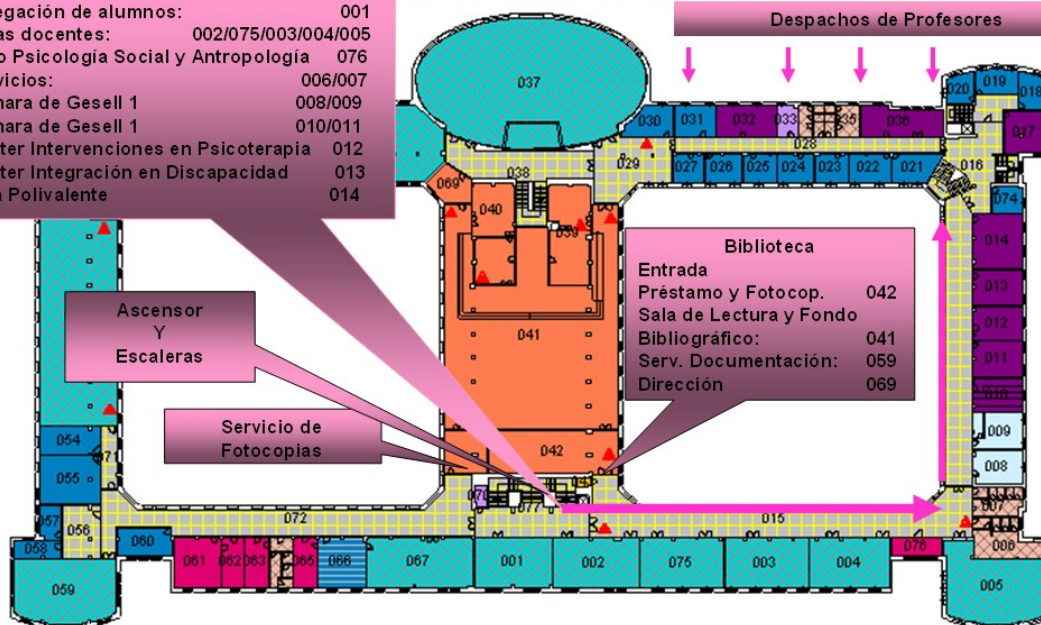 egación de alumnos: 001
as docentes: 002/075/003/004/005
o Psicología Social y Antropología 076
vicios: 006/007
mara de Gesell 1 008/009
mara de Gesell 1 010/011
ter Intervenciones en Psicoterapia 012
ter Integración en Discapacidad 013
a Polivalente 014
Despachos de Profesores
037
020 019 018
030 031 032 033 35 036 017
028
029
038
027 026 025 024 023 022 021 016
069
040
039
074
014
013
012
011
010
009
008
007
006
Biblioteca
Entrada
Préstamo y Fotocop. 042
Sala de Lectura y Fondo
Bibliográfico: 041
Serv. Documentación: 059
Dirección 069
Ascensor
Y
Escaleras
041
Servicio de
Fotocopias
042
054
71
055
70
077
057
056
072
015
058
060
061 062 063 065 066 067 001 002 075 003 004 076
059
005